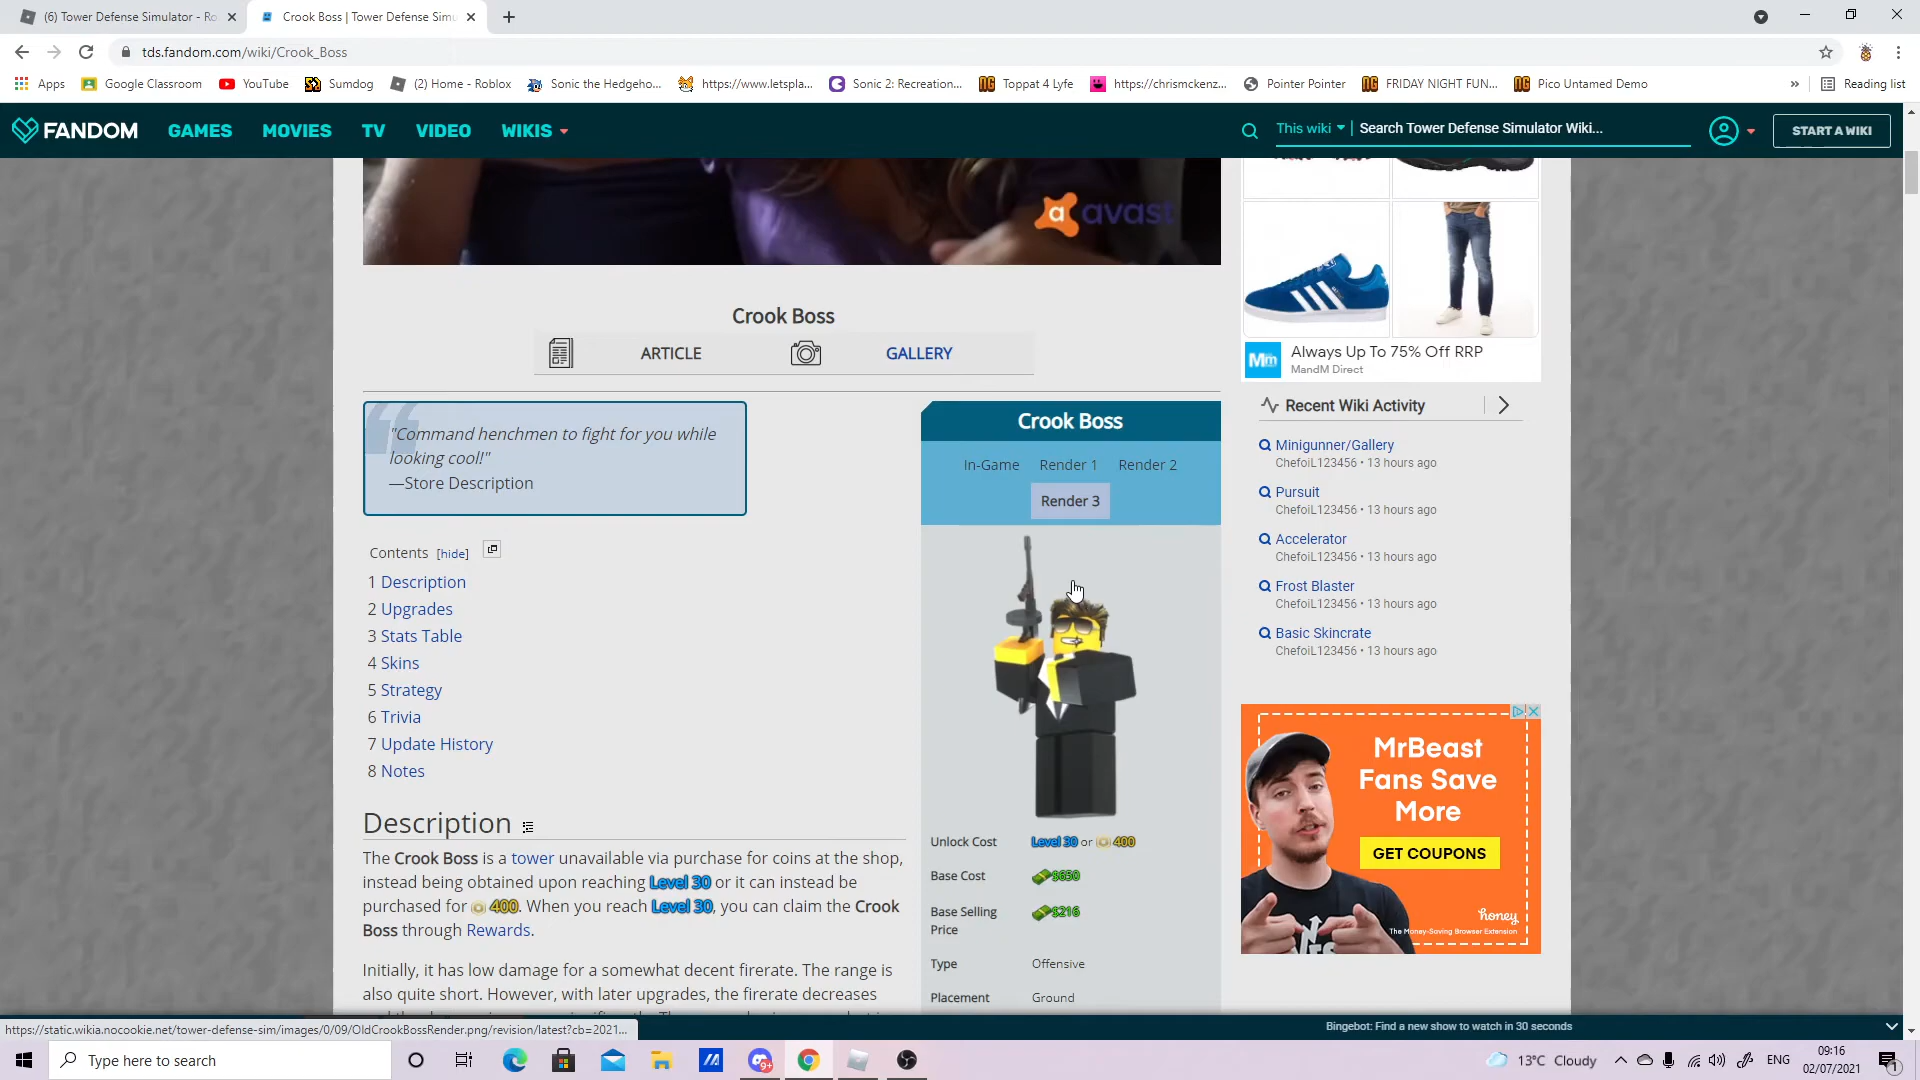 (6) Tower Defense Simulator - Ro
Crook Boss | Tower Defense Simu
tds.fandom.com/wiki/Crook_Boss
Apps
Google Classroom
YouTube
Sumdog
(2) Home - Roblox
Sonic the Hedgeho...
https://www.letspla...
Sonic 2: Recreation...
Toppat 4 Lyfe
https://chrismckenz...
Pointer Pointer
FRIDAY NIGHT FUN...
Pico Untamed Demo
»
Reading list
FANDOM
GAMES
MOVIES
TV
VIDEO
WIKIS
This wiki
Search Tower Defense Simulator Wiki...
START A WIKI
a avast
Crook Boss
ARTICLE
GALLERY
"Command henchmen to fight for you while
looking cool!"
—Store Description
Contents [hide]
1 Description
2 Upgrades
3 Stats Table
4 Skins
5 Strategy
6 Trivia
7 Update History
8 Notes
Description
The Crook Boss is a tower unavailable via purchase for coins at the shop,
instead being obtained upon reaching Level 30 or it can instead be
purchased for 400. When you reach Level 30, you can claim the Crook
Boss through Rewards.
Initially, it has low damage for a somewhat decent firerate. The range is
also quite short. However, with later upgrades, the firerate decreases
Crook Boss
In-Game
Render 1
Render 2
Render 3
Unlock Cost
Level 30 or 400
Base Cost
$650
Base Selling
Price
$216
Type
Offensive
Placement
Ground
Always Up To 75% Off RRP
MandM Direct
Mm
Recent Wiki Activity
Minigunner/Gallery
ChefoiL123456 • 13 hours ago
Pursuit
ChefoiL123456 • 13 hours ago
Accelerator
ChefoiL123456 • 13 hours ago
Frost Blaster
ChefoiL123456 • 13 hours ago
Basic Skincrate
ChefoiL123456 • 13 hours ago
MrBeast
Fans Save
More
GET COUPONS
honey
The Money-Saving Browser Extension
https://static.wikia.nocookie.net/tower-defense-sim/images/0/09/OldCrookBossRender.png/revision/latest?cb=2021...
Bingebot: Find a new show to watch in 30 seconds
Type here to search
9+
13°C Cloudy
ENG
09:16
02/07/2021
1